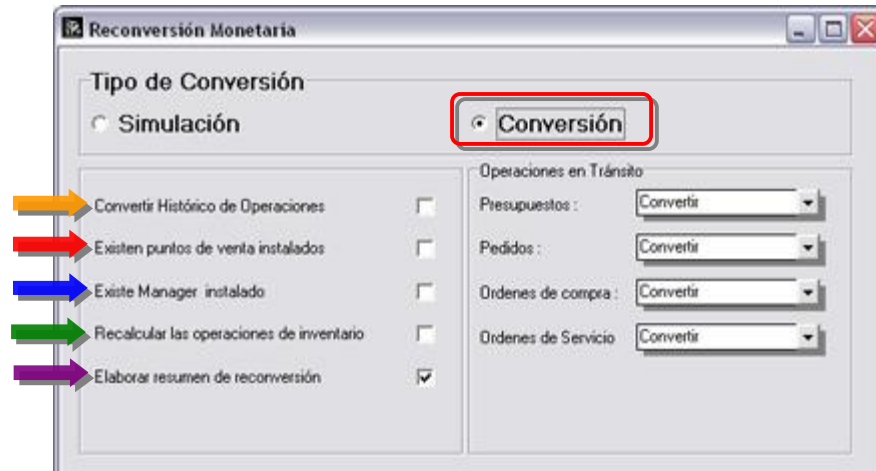 Reconversión Monetaria
Tipo de Conversión
Simulación
Conversión
Convertir Histórico de Operaciones
Existen puntos de venta instalados
Existe Manager instalado
Recalcular las operaciones de inventario
Elaborar resumen de reconversión
Operaciones en Tránsito
Presupuestos : Convertir
Pedidos : Convertir
Ordenes de compra : Convertir
Ordenes de Servicio Convertir